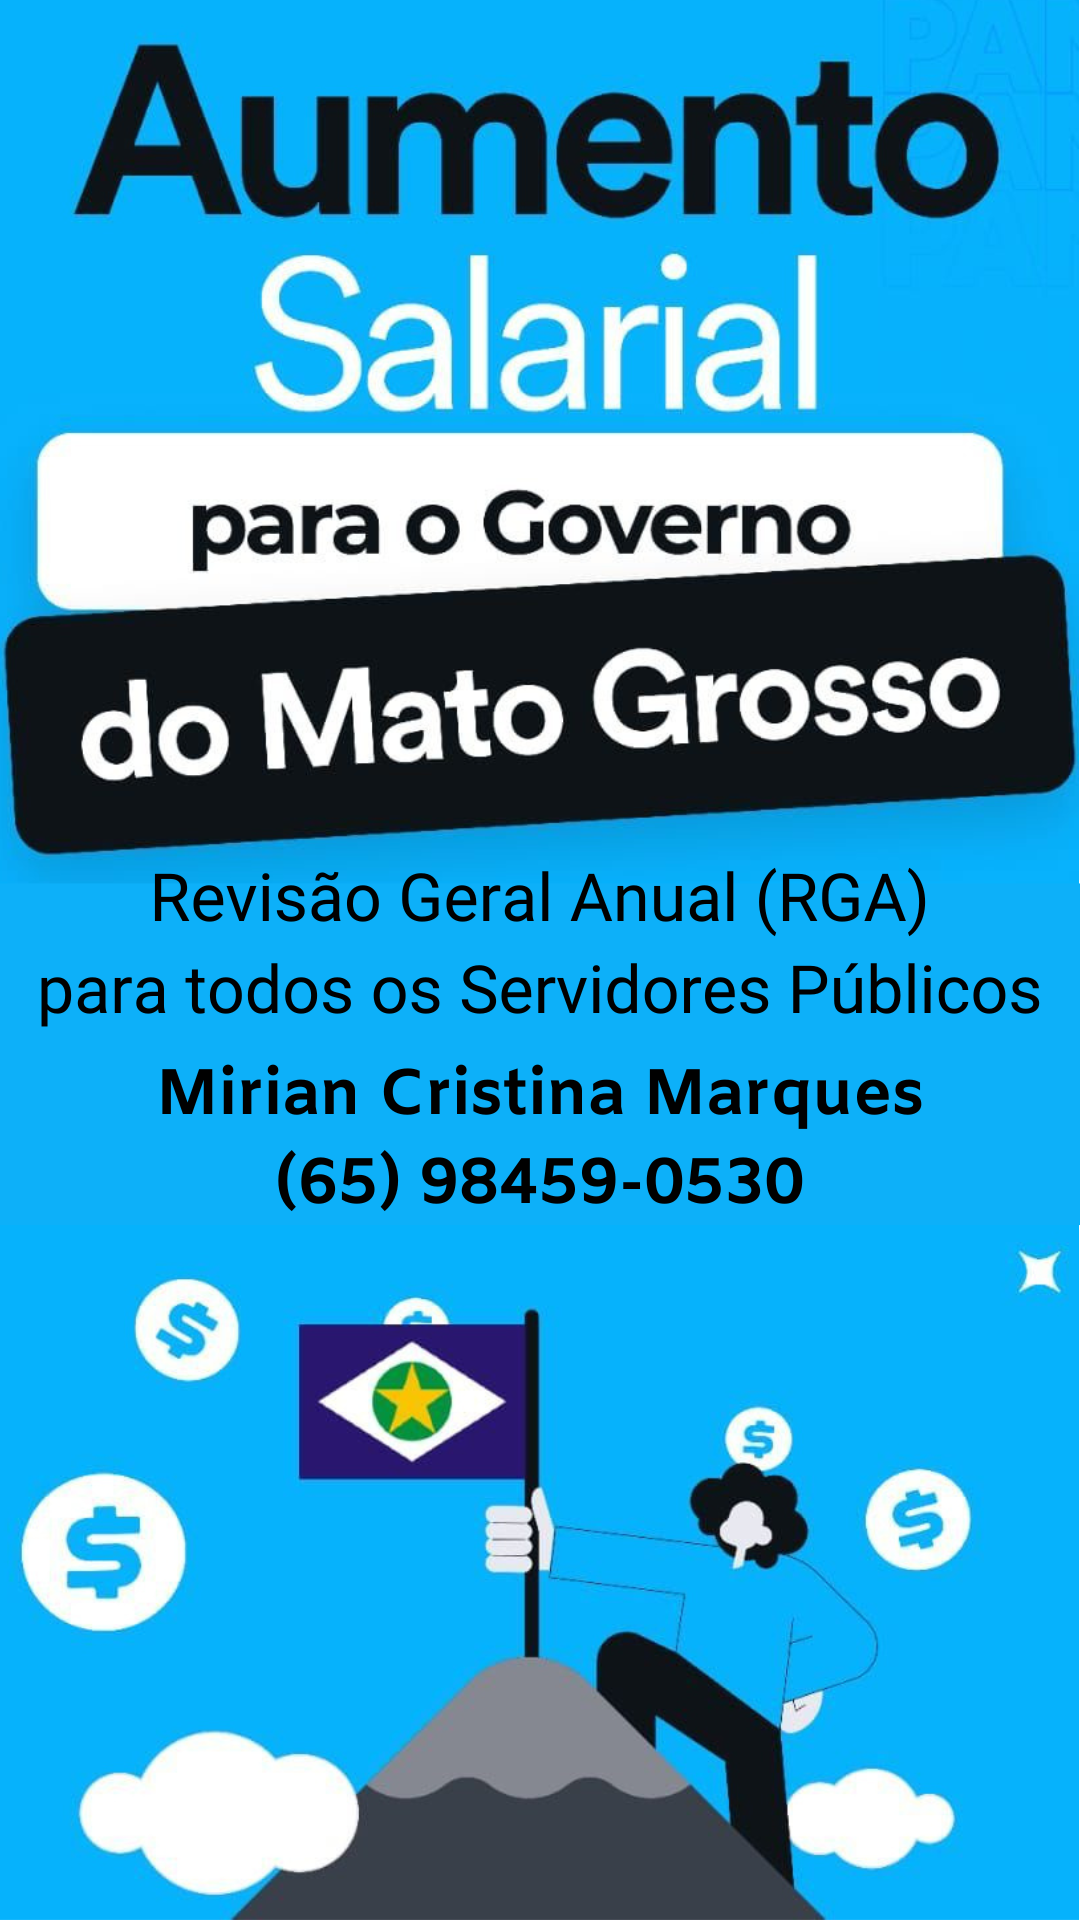 Aumento
Salarial
para o Governo
do Mato Grosso
Revisão Geral Anual (RGA)
para todos os Servidores Públicos
Mirian Cristina Marques
(65) 98459-0530